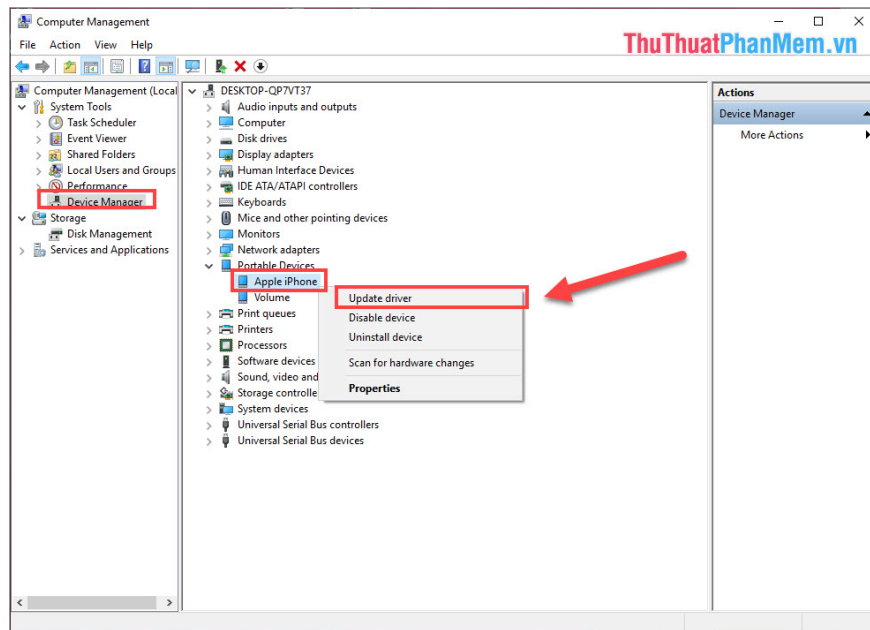 Computer Management
ThuThuatPhanMem.vn
File Action View Help
Computer Management (Local
System Tools
Task Scheduler
Event Viewer
Shared Folders
Local Users and Groups
Performance
Device Manager
Storage
Disk Management
Services and Applications
DESKTOP-QP7VT37
Audio inputs and outputs
Computer
Disk drives
Display adapters
Human Interface Devices
IDE ATA/ATAPI controllers
Keyboards
Mice and other pointing devices
Monitors
Network adapters
Portable Devices
Apple iPhone
Volume
Print queues
Printers
Processors
Software devices
Sound, video and
Storage controlle
System devices
Universal Serial Bus controllers
Universal Serial Bus devices
Update driver
Disable device
Uninstall device
Scan for hardware changes
Properties
Actions
Device Manager
More Actions